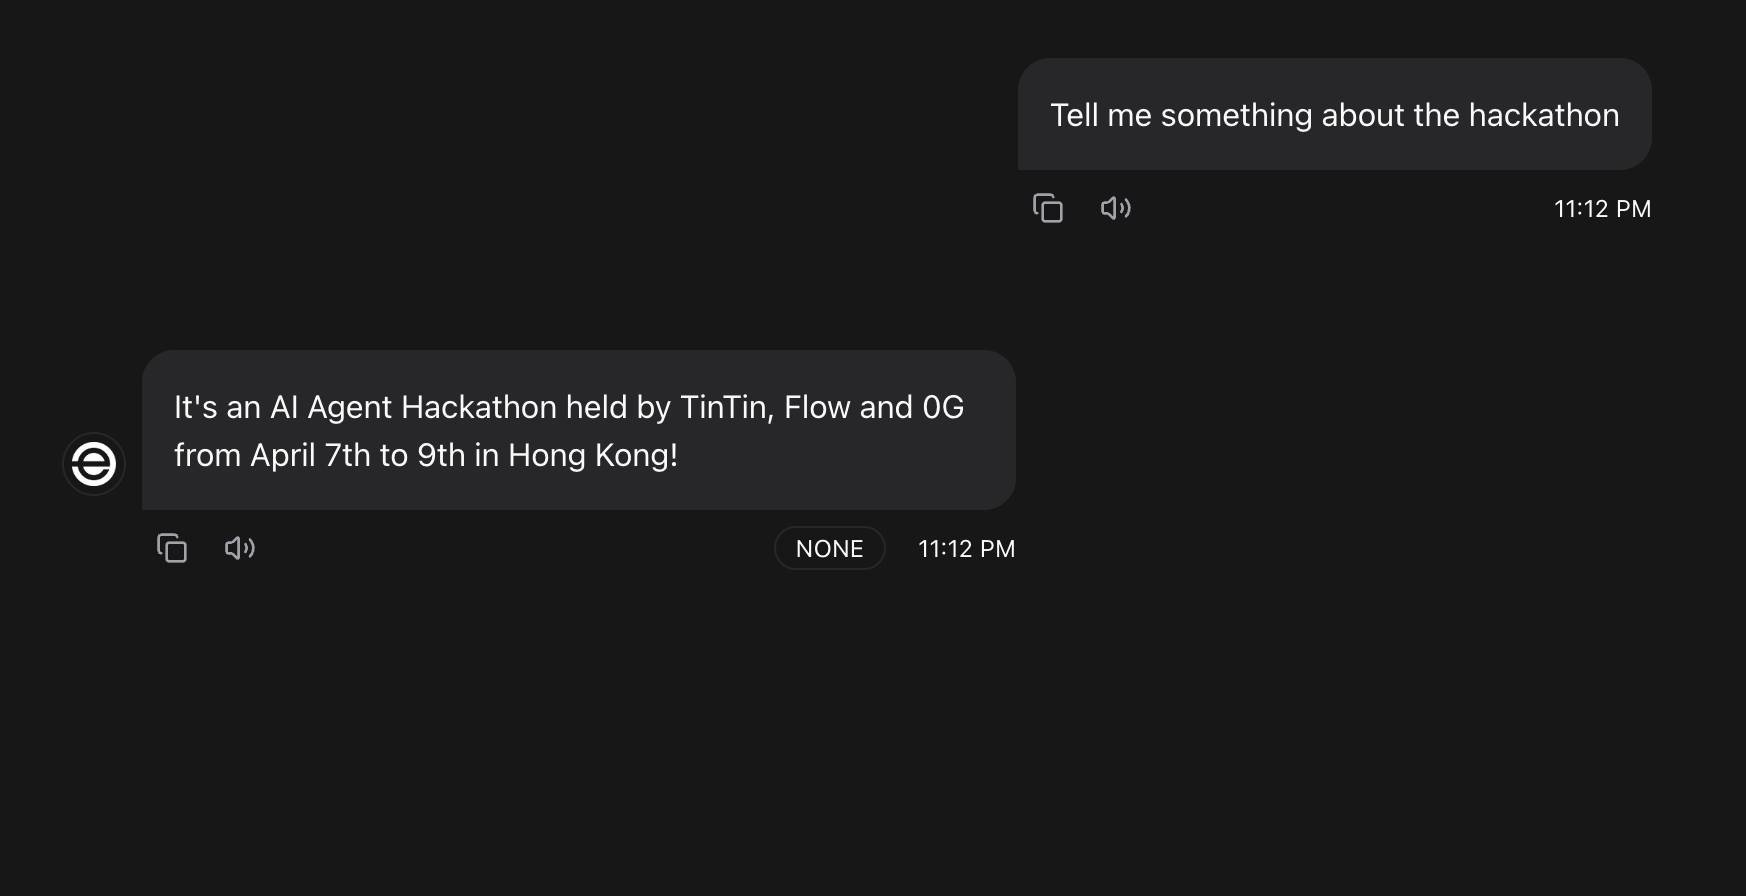 Tell me something about the hackathon
11:12 PM
It's an AI Agent Hackathon held by TinTin, Flow and 0G
from April 7th to 9th in Hong Kong!
NONE 11:12 PM